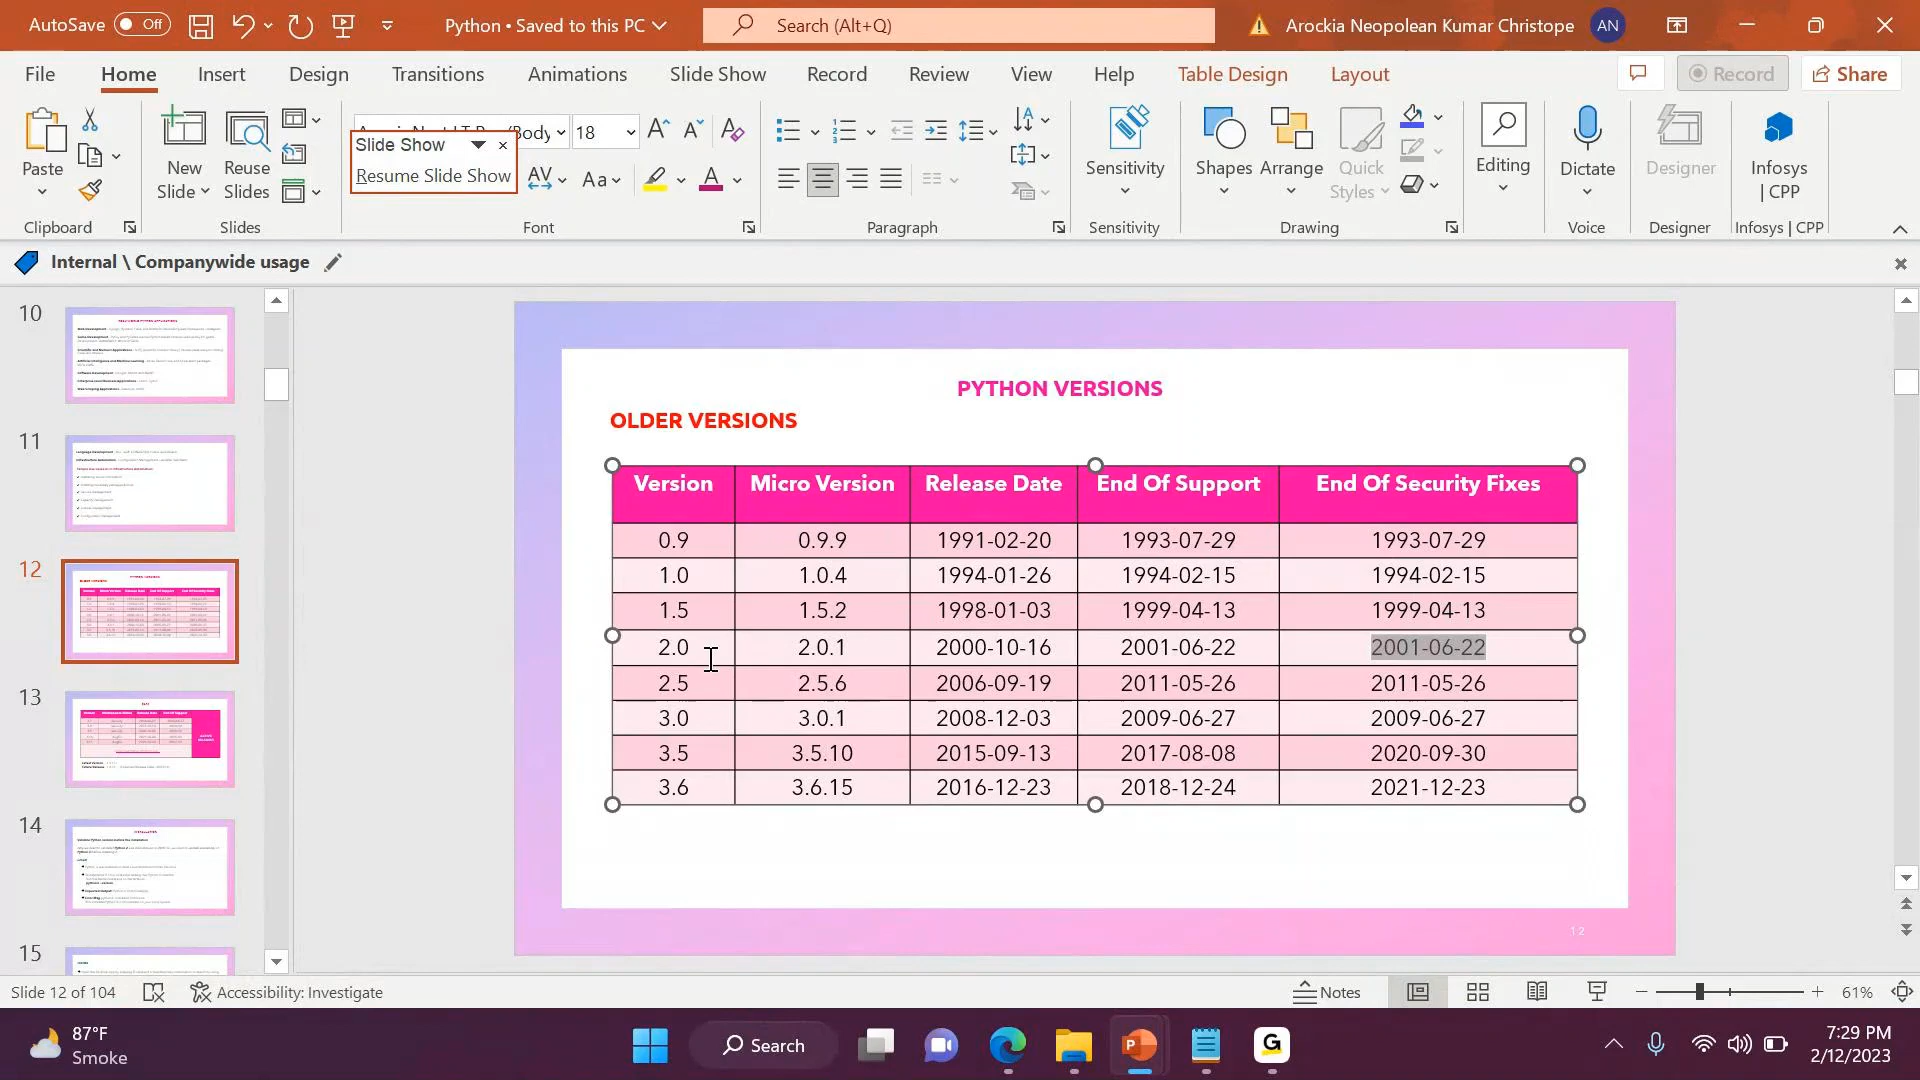 AutoSave Off Python • Saved to this PC Search (Alt+Q) Arockia Neopolean Kumar Christope AN
File Home Insert Design Transitions Animations Slide Show Record Review View Help Table Design Layout Record Share
18
Slide Show
Resume Slide Show
Paste New Slide Reuse Slides Sensitivity Shapes Arrange Quick Styles Editing Dictate Designer Infosys | CPP
Clipboard Slides Font Paragraph Sensitivity Drawing Voice Designer Infosys | CPP
Internal \ Companywide usage
10
11
12
13
14
15
PYTHON VERSIONS
OLDER VERSIONS
Version Micro Version Release Date End Of Support End Of Security Fixes
0.9 0.9.9 1991-02-20 1993-07-29 1993-07-29
1.0 1.0.4 1994-01-26 1994-02-15 1994-02-15
1.5 1.5.2 1998-01-03 1999-04-13 1999-04-13
2.0 2.0.1 2000-10-16 2001-06-22 2001-06-22
2.5 2.5.6 2006-09-19 2011-05-26 2011-05-26
3.0 3.0.1 2008-12-03 2009-06-27 2009-06-27
3.5 3.5.10 2015-09-13 2017-08-08 2020-09-30
3.6 3.6.15 2016-12-23 2018-12-24 2021-12-23
12
Slide 12 of 104 Accessibility: Investigate Notes 61%
87°F
Smoke
Search
7:29 PM
2/12/2023